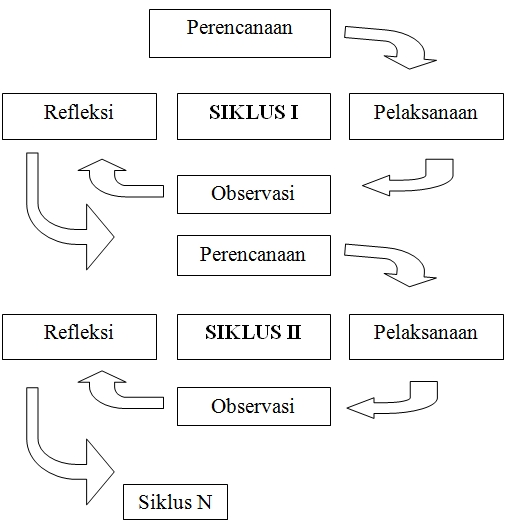 Perencanaan
Refleksi
SIKLUS I
Pelaksanaan
Observasi
Perencanaan
Refleksi
SIKLUS II
Pelaksanaan
Observasi
Siklus N